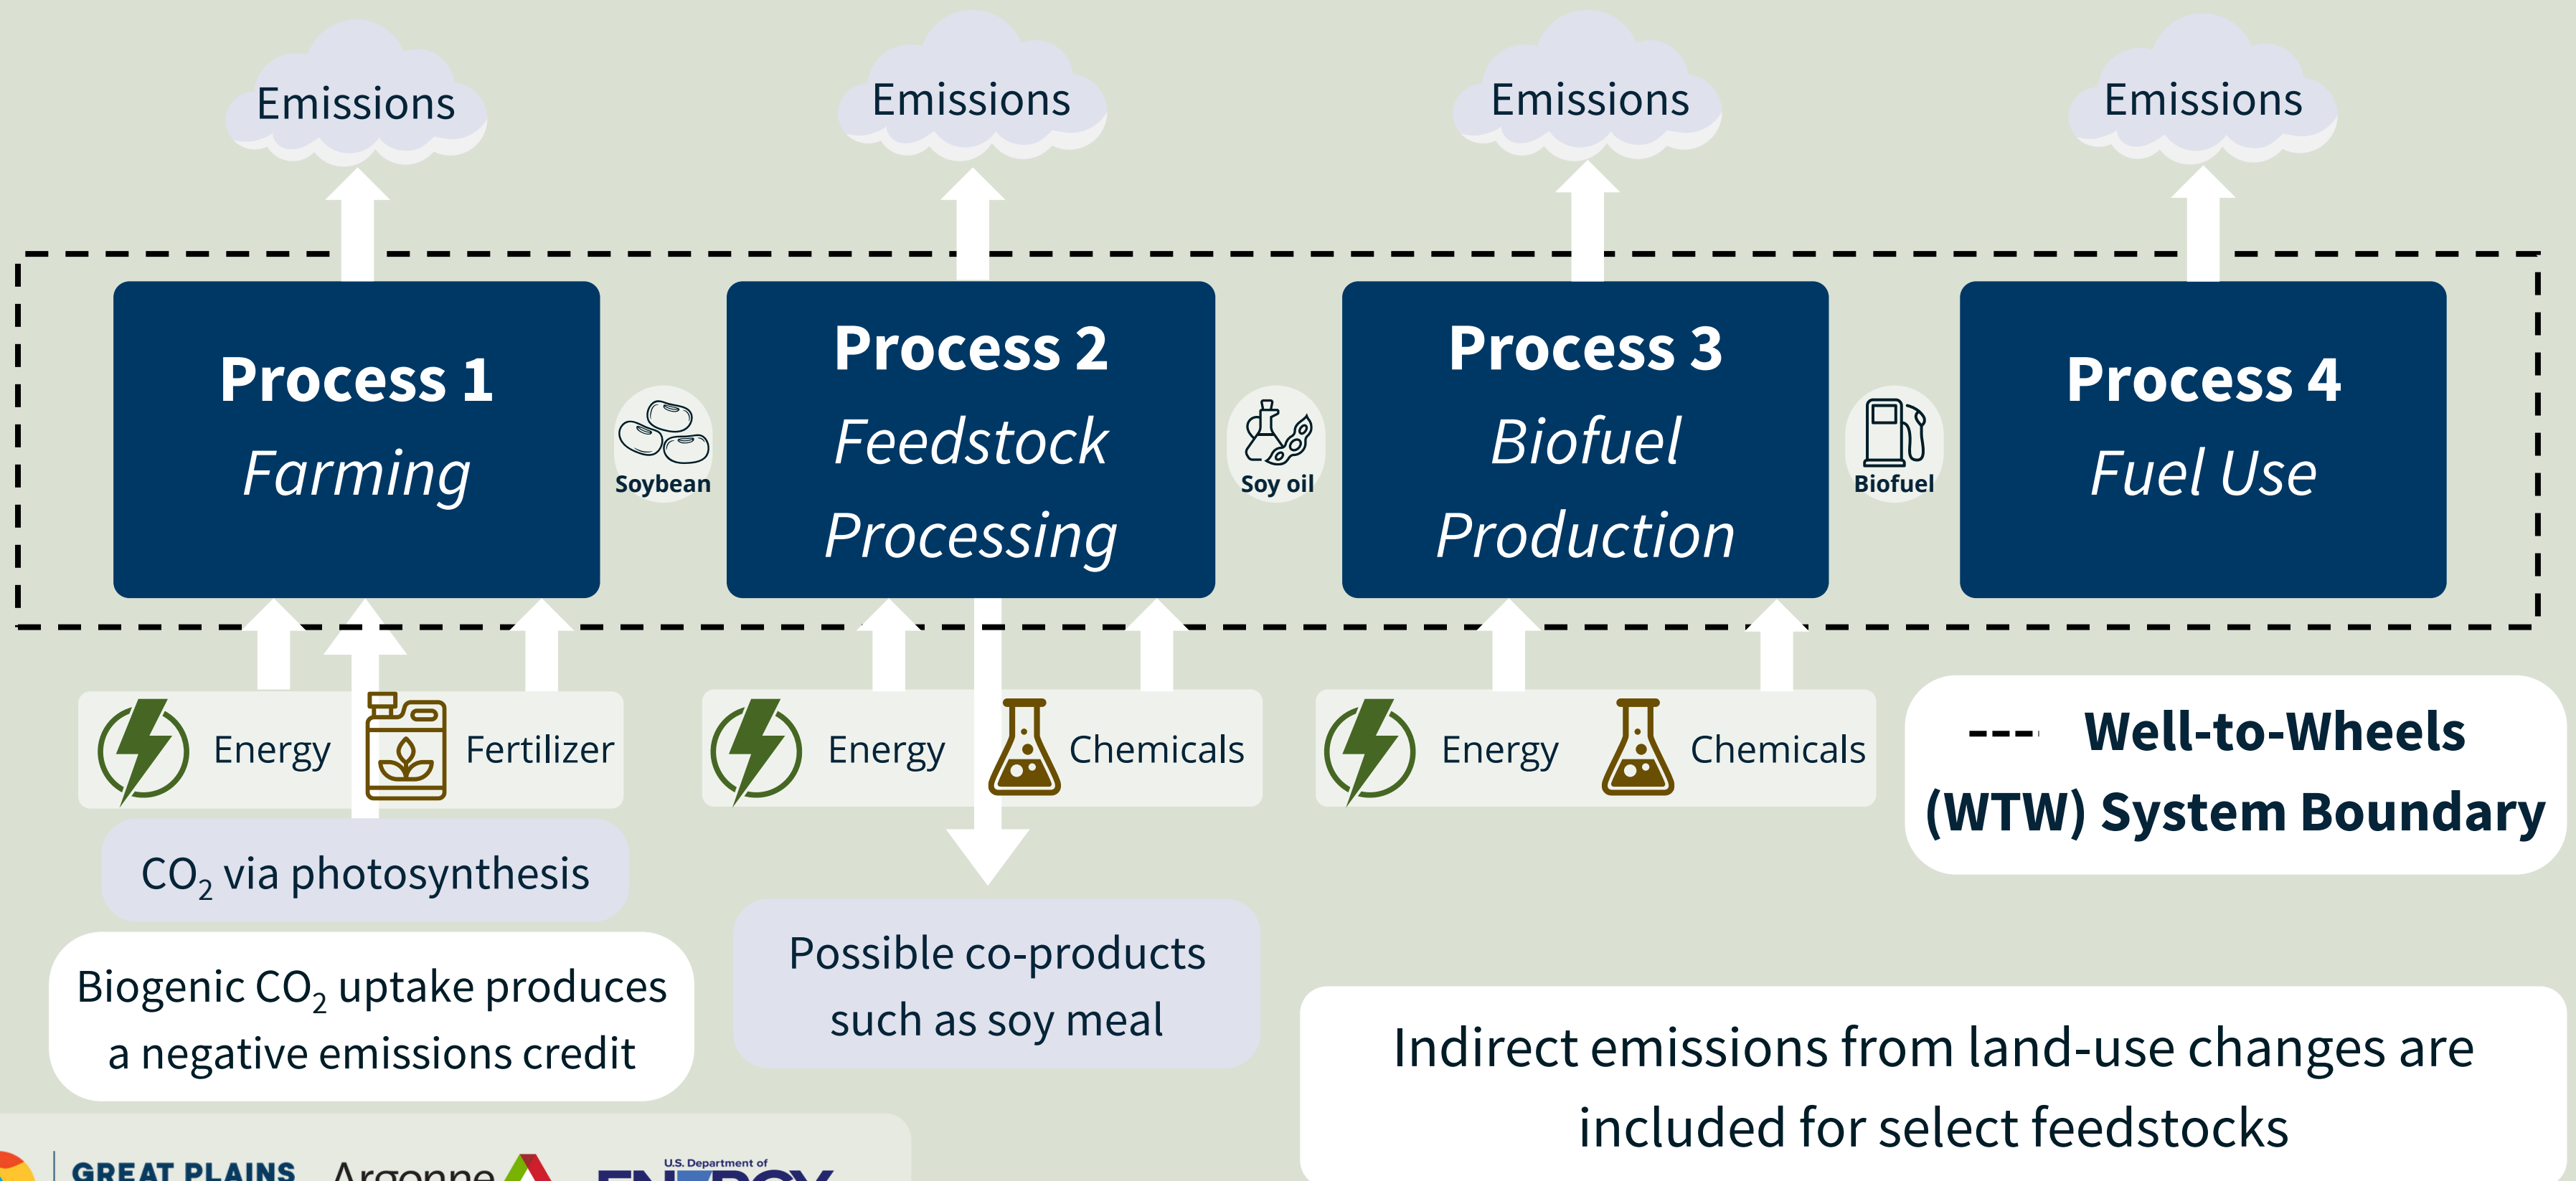 Emissions
Emissions
Emissions
Emissions
Process 1
Farming
Soybean
Process 2
Feedstock
Processing
Soy oil
Process 3
Biofuel
Production
Biofuel
Process 4
Fuel Use
Energy
Fertilizer
Energy
Chemicals
Energy
Chemicals
--- Well-to-Wheels
(WTW) System Boundary
CO₂ via photosynthesis
Biogenic CO₂ uptake produces
a negative emissions credit
Possible co-products
such as soy meal
Indirect emissions from land-use changes are
included for select feedstocks
GREAT PLAINS
Argonne
U.S. Department of
ENERGY